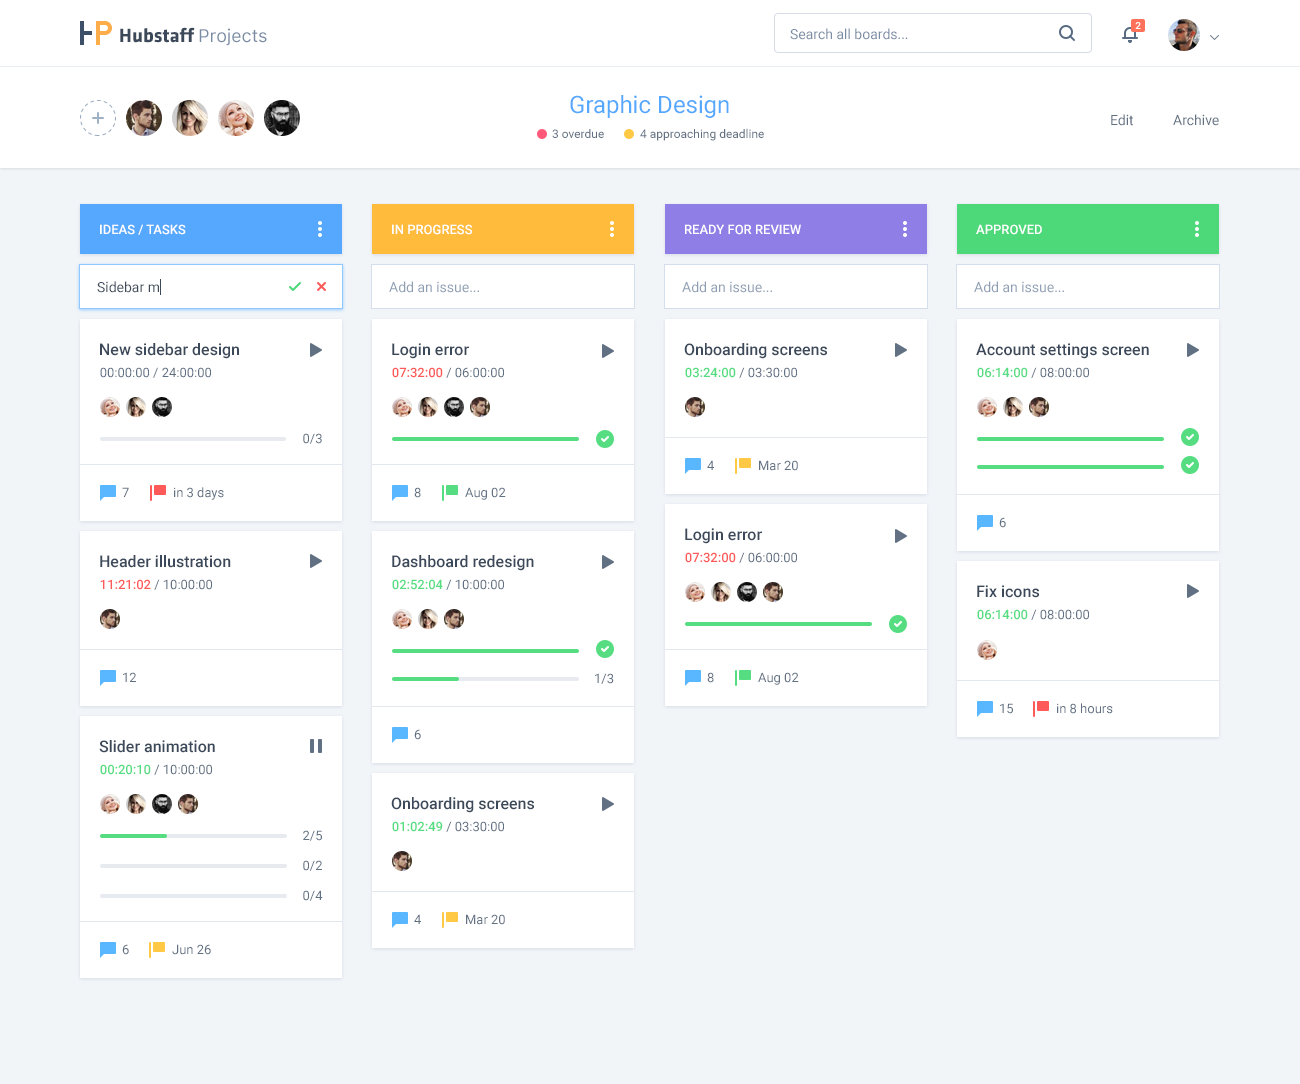 HP Hubstaff Projects
Search all boards...
2
Graphic Design
3 overdue
4 approaching deadline
Edit
Archive
IDEAS / TASKS
Sidebar m
New sidebar design
00:00:00 / 24:00:00
0/3
7
in 3 days
Header illustration
11:21:02 / 10:00:00
12
Slider animation
00:20:10 / 10:00:00
2/5
0/2
0/4
6
Jun 26
IN PROGRESS
Add an issue...
Login error
07:32:00 / 06:00:00
8
Aug 02
Dashboard redesign
02:52:04 / 10:00:00
1/3
6
Onboarding screens
01:02:49 / 03:30:00
4
Mar 20
READY FOR REVIEW
Add an issue...
Onboarding screens
03:24:00 / 03:30:00
4
Mar 20
Login error
07:32:00 / 06:00:00
8
Aug 02
APPROVED
Add an issue...
Account settings screen
06:14:00 / 08:00:00
6
Fix icons
06:14:00 / 08:00:00
15
in 8 hours